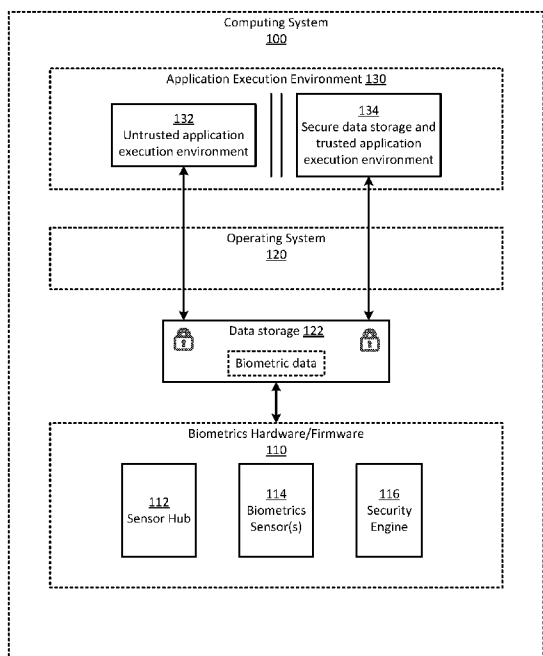 Computing System
100
Application Execution Environment 130
132
Untrusted application
execution environment
134
Secure data storage and
trusted application
execution environment
Operating System
120
Data storage 122
Biometric data
Biometrics Hardware/Firmware
110
112
Sensor Hub
114
Biometrics
Sensor(s)
116
Security
Engine